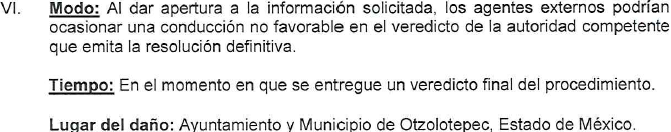 VI. Modo: Al dar apertura a la información solicitada, los agentes externos podrían
ocasionar una conducción no favorable en el veredicto de la autoridad competente
que emita la resolución definitiva.
Tiempo: En el momento en que se entregue un veredicto final del procedimiento.
Lugar del daño: Ayuntamiento y Municipio de Otzolotepec, Estado de México.